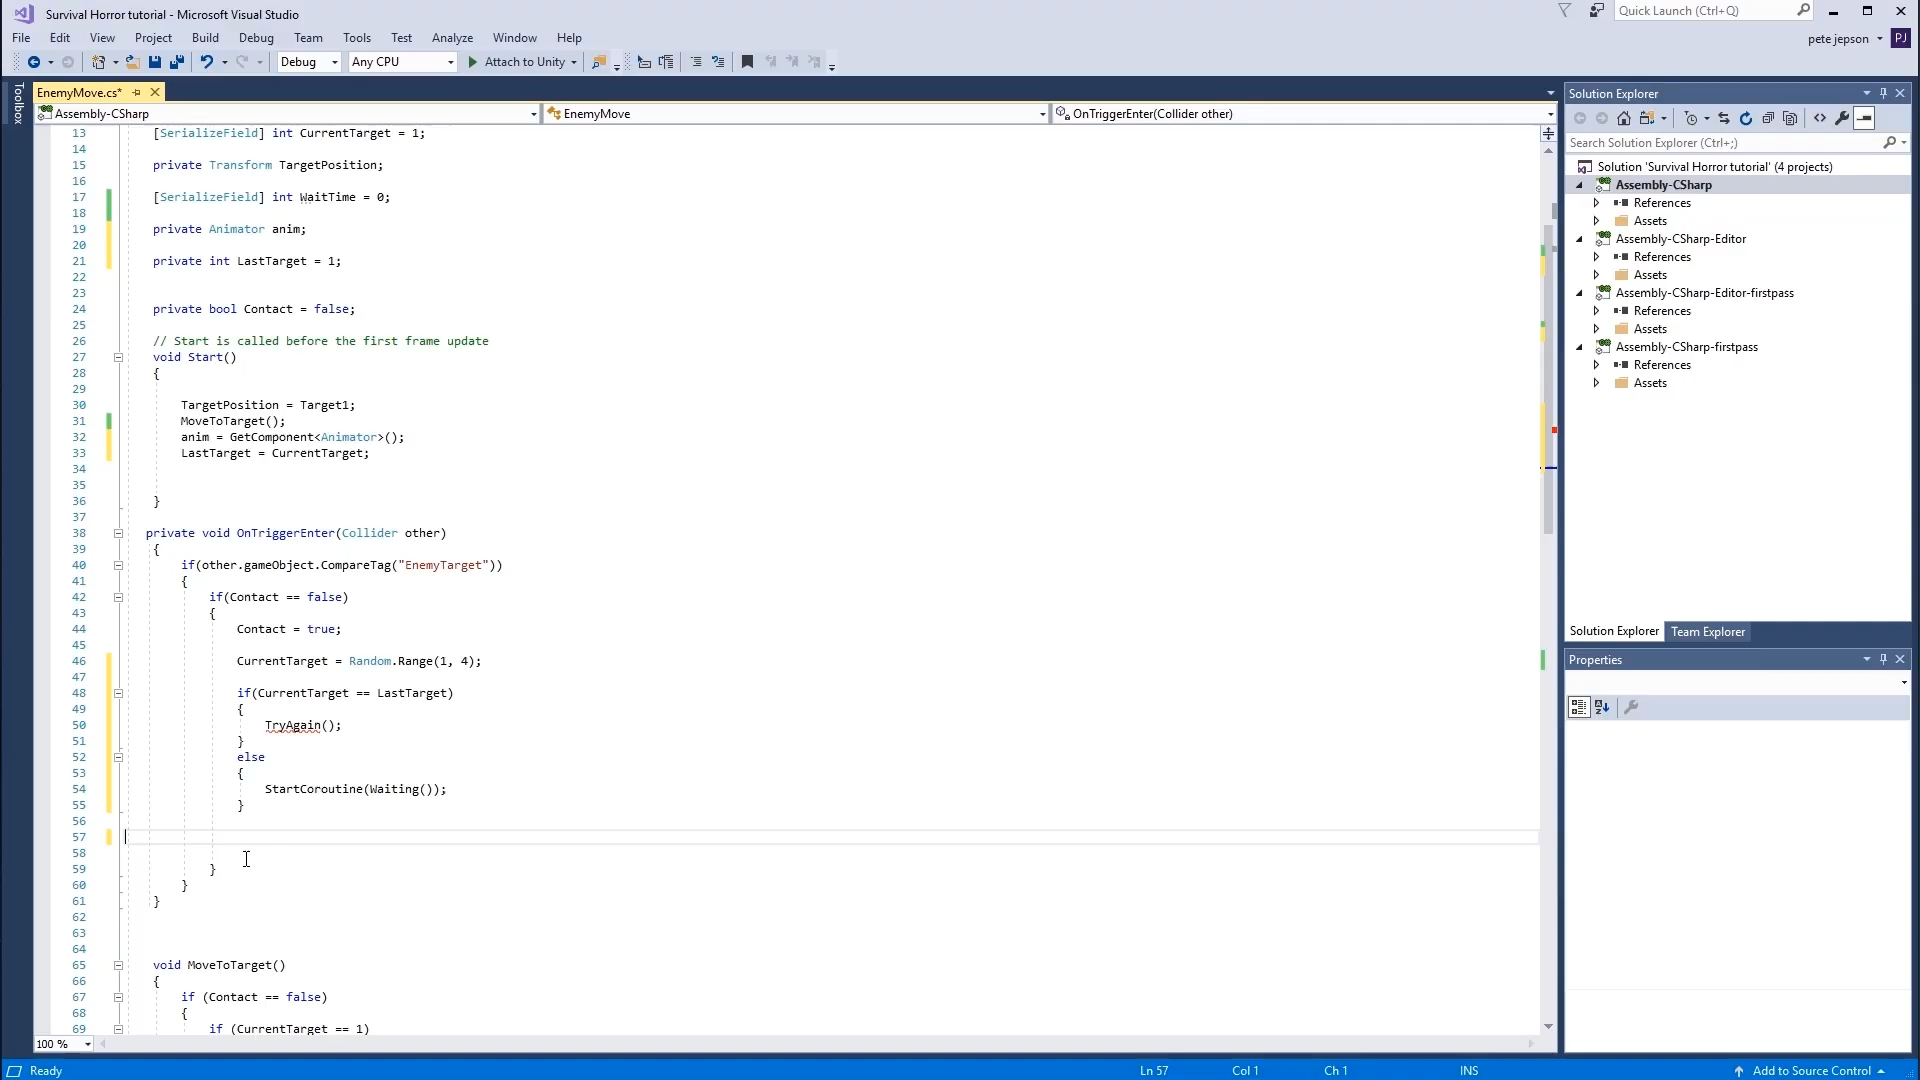 Survival Horror tutorial - Microsoft Visual Studio
Quick Launch (Ctrl+Q)
File Edit View Project Build Debug Team Tools Test Analyze Window Help
pete jepson PJ
Debug Any CPU Attach to Unity
Toolbox
EnemyMove.cs*
Assembly-CSharp EnemyMove OnTriggerEnter(Collider other)
13 [SerializeField] int CurrentTarget = 1;
14
15 private Transform TargetPosition;
16
17 [SerializeField] int WaitTime = 0;
18
19 private Animator anim;
20
21 private int LastTarget = 1;
22
23
24 private bool Contact = false;
25
26 // Start is called before the first frame update
27 void Start()
28 {
29
30 TargetPosition = Target1;
31 MoveToTarget();
32 anim = GetComponent<Animator>();
33 LastTarget = CurrentTarget;
34
35
36 }
37
38 private void OnTriggerEnter(Collider other)
39 {
40 if(other.gameObject.CompareTag("EnemyTarget"))
41 {
42 if(Contact == false)
43 {
44 Contact = true;
45
46 CurrentTarget = Random.Range(1, 4);
47
48 if(CurrentTarget == LastTarget)
49 {
50 TryAgain();
51 }
52 else
53 {
54 StartCoroutine(Waiting());
55 }
56
57
58
59 }
60 }
61 }
62
63
64
65 void MoveToTarget()
66 {
67 if (Contact == false)
68 {
69 if (CurrentTarget == 1)
100 %
Solution Explorer
Search Solution Explorer (Ctrl+;)
Solution 'Survival Horror tutorial' (4 projects)
Assembly-CSharp
References
Assets
Assembly-CSharp-Editor
References
Assets
Assembly-CSharp-Editor-firstpass
References
Assets
Assembly-CSharp-firstpass
References
Assets
Solution Explorer Team Explorer
Properties
Ready Ln 57 Col 1 Ch 1 INS Add to Source Control